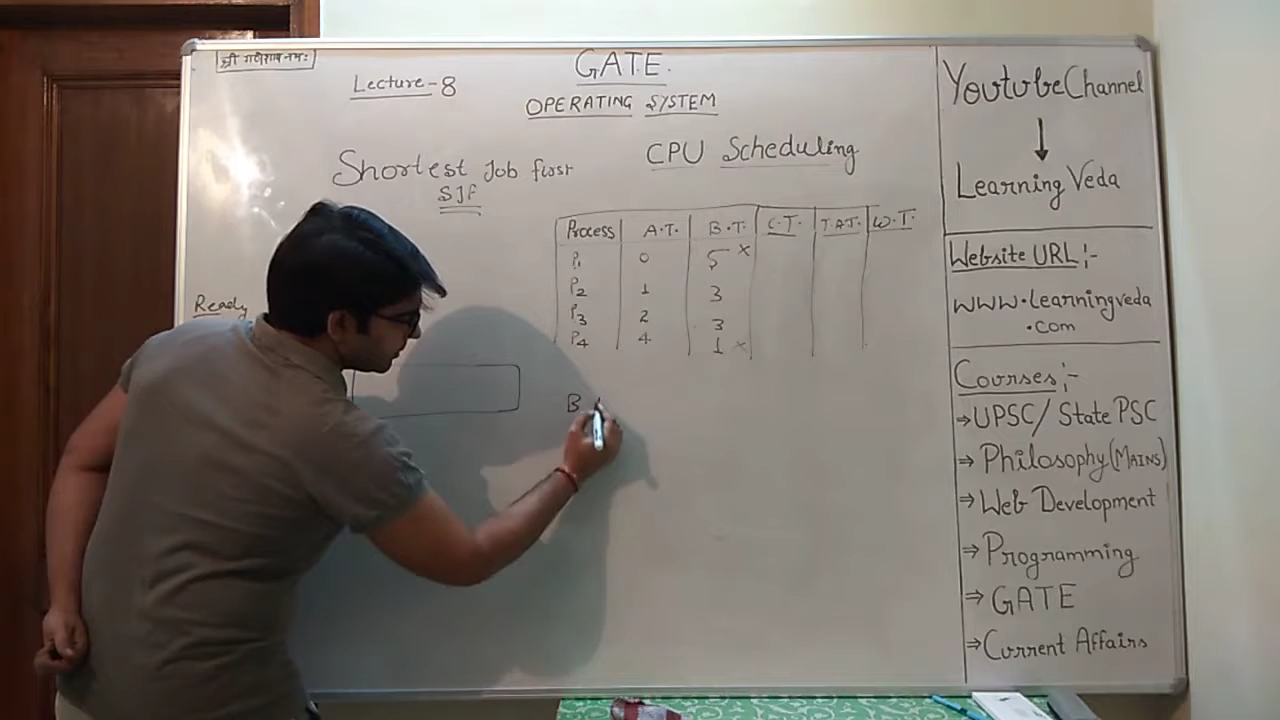 श्री गणेशाय नमः
GATE
Lecture-8
OPERATING SYSTEM
CPU Scheduling
Shortest Job first
SJF
Process A.T. B.T. C.T. T.A.T. W.T.
P1 0 5 ×
P2 1 3
P3 2 3
P4 4 1 ×
Ready
B
Youtube Channel
↓
Learning Veda
Website URL:-
www.learningveda
.com
Courses:-
⇒ UPSC/ State PSC
⇒ Philosophy(MAINS)
⇒ Web Development
⇒ Programming
⇒ GATE
⇒ Current Affairs